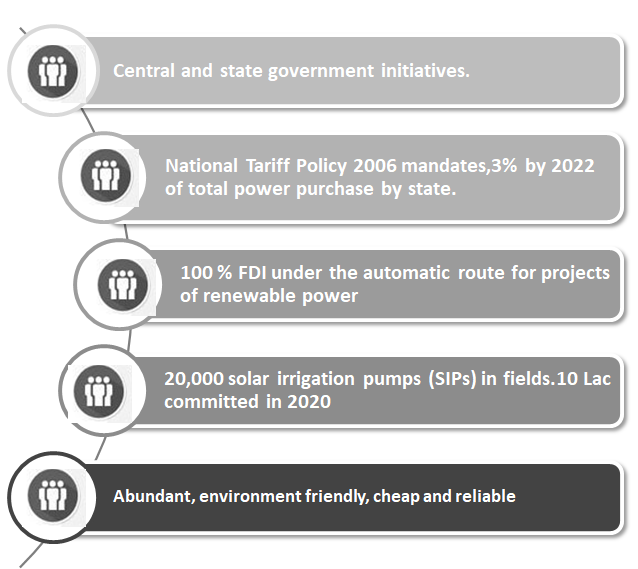 Central and state government initiatives.
National Tariff Policy 2006 mandates,3% by 2022
of total power purchase by state.
100 % FDI under the automatic route for projects
of renewable power
20,000 solar irrigation pumps (SIPs) in fields.10 Lac
committed in 2020
Abundant, environment friendly, cheap and reliable